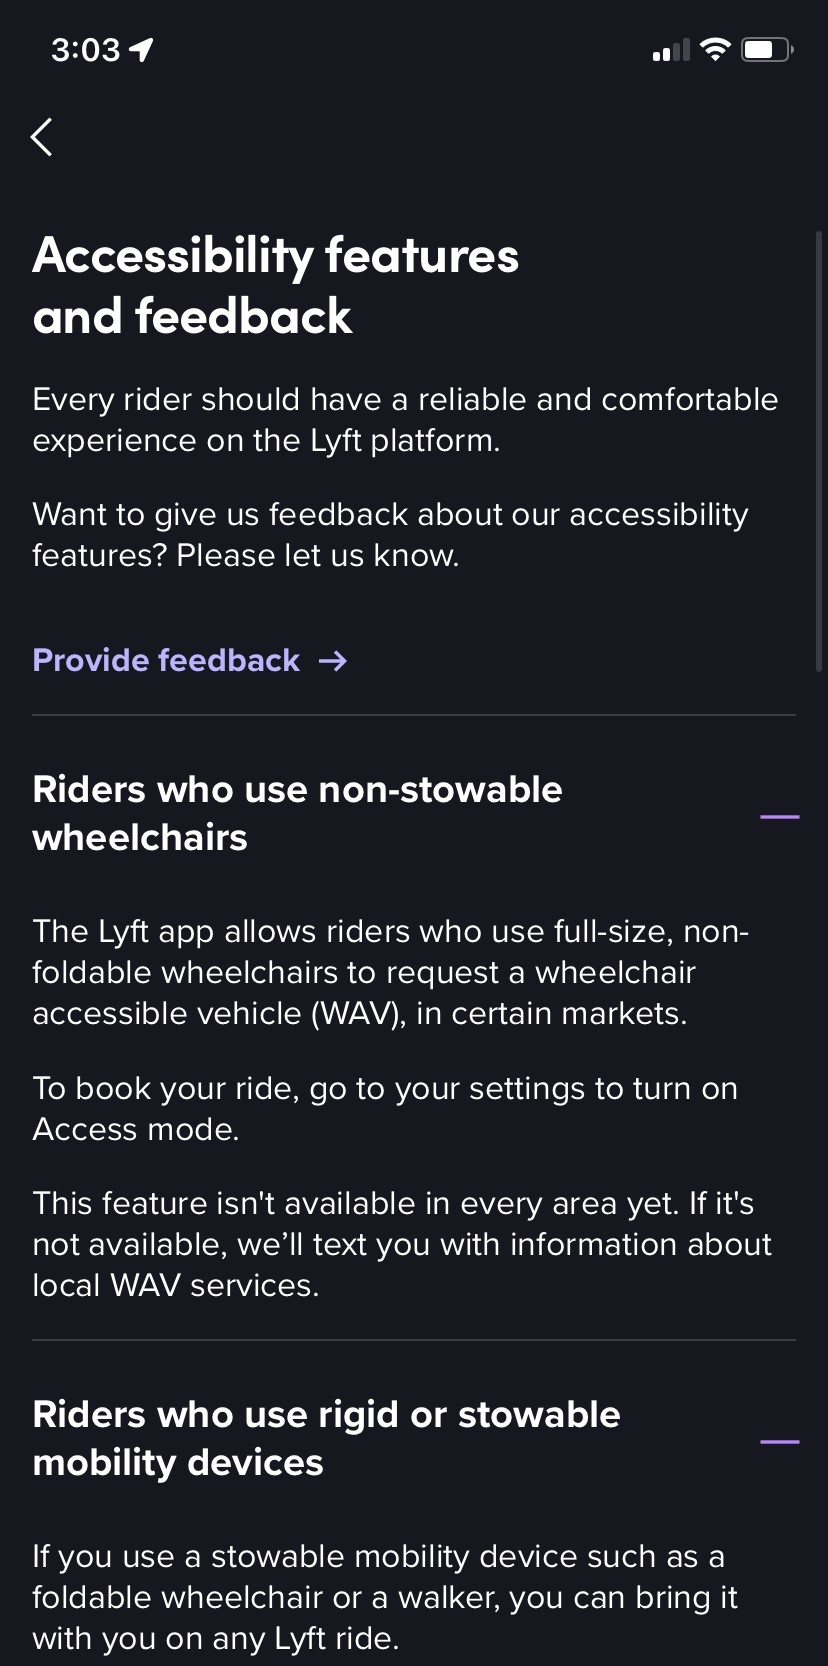 3:03
Accessibility features
and feedback
Every rider should have a reliable and comfortable
experience on the Lyft platform.
Want to give us feedback about our accessibility
features? Please let us know.
Provide feedback →
Riders who use non-stowable
wheelchairs
The Lyft app allows riders who use full-size, non-
foldable wheelchairs to request a wheelchair
accessible vehicle (WAV), in certain markets.
To book your ride, go to your settings to turn on
Access mode.
This feature isn't available in every area yet. If it's
not available, we’ll text you with information about
local WAV services.
Riders who use rigid or stowable
mobility devices
If you use a stowable mobility device such as a
foldable wheelchair or a walker, you can bring it
with you on any Lyft ride.